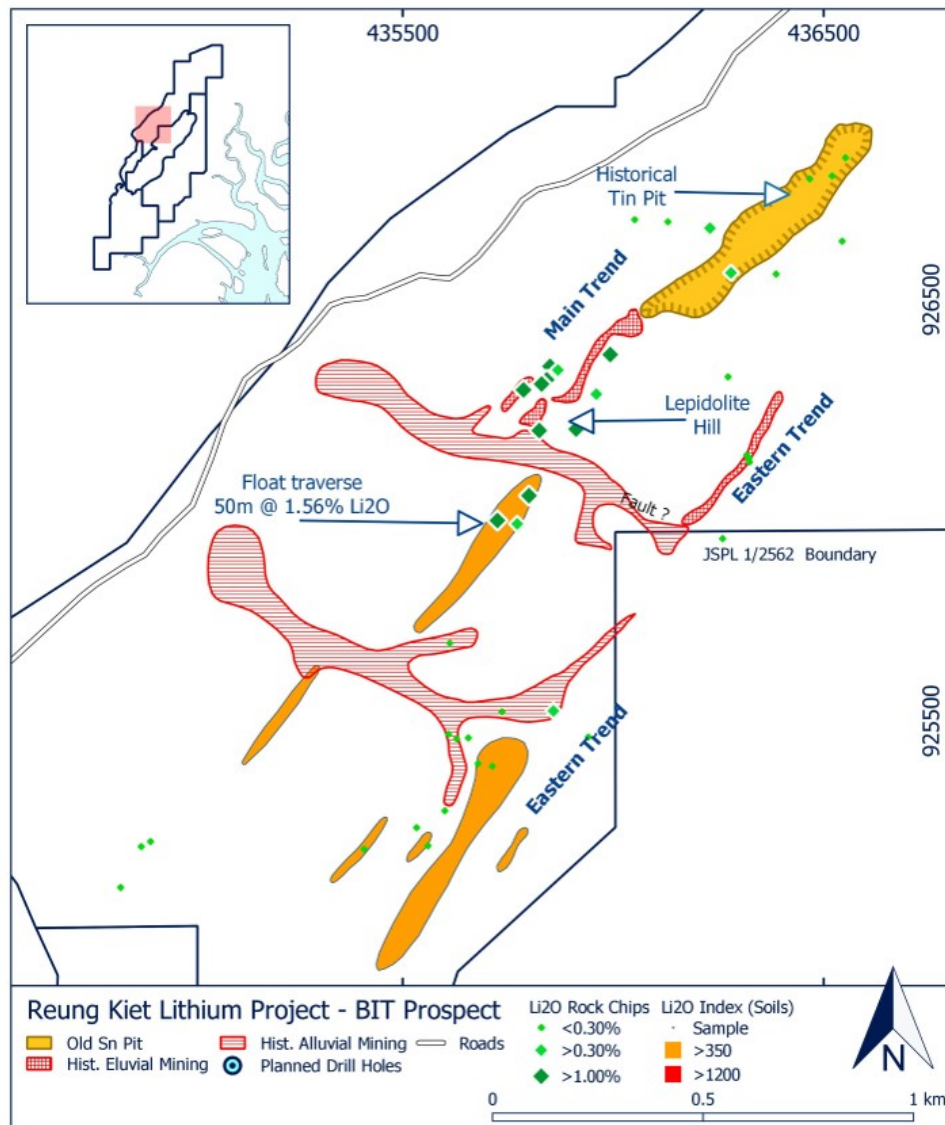 435500
436500
Historical
Tin Pit
926500
Main Trend
Lepidolite
Hill
Eastern Trend
Float traverse
50m @ 1.56% Li2O
Fault ?
JSPL 1/2562 Boundary
925500
Eastern Trend
Reung Kiet Lithium Project - BIT Prospect
Old Sn Pit
Hist. Eluvial Mining
Hist. Alluvial Mining
Planned Drill Holes
Roads
Li2O Rock Chips
<0.30%
>0.30%
>1.00%
Li2O Index (Soils)
Sample
>350
>1200
N
0
0.5
1 km